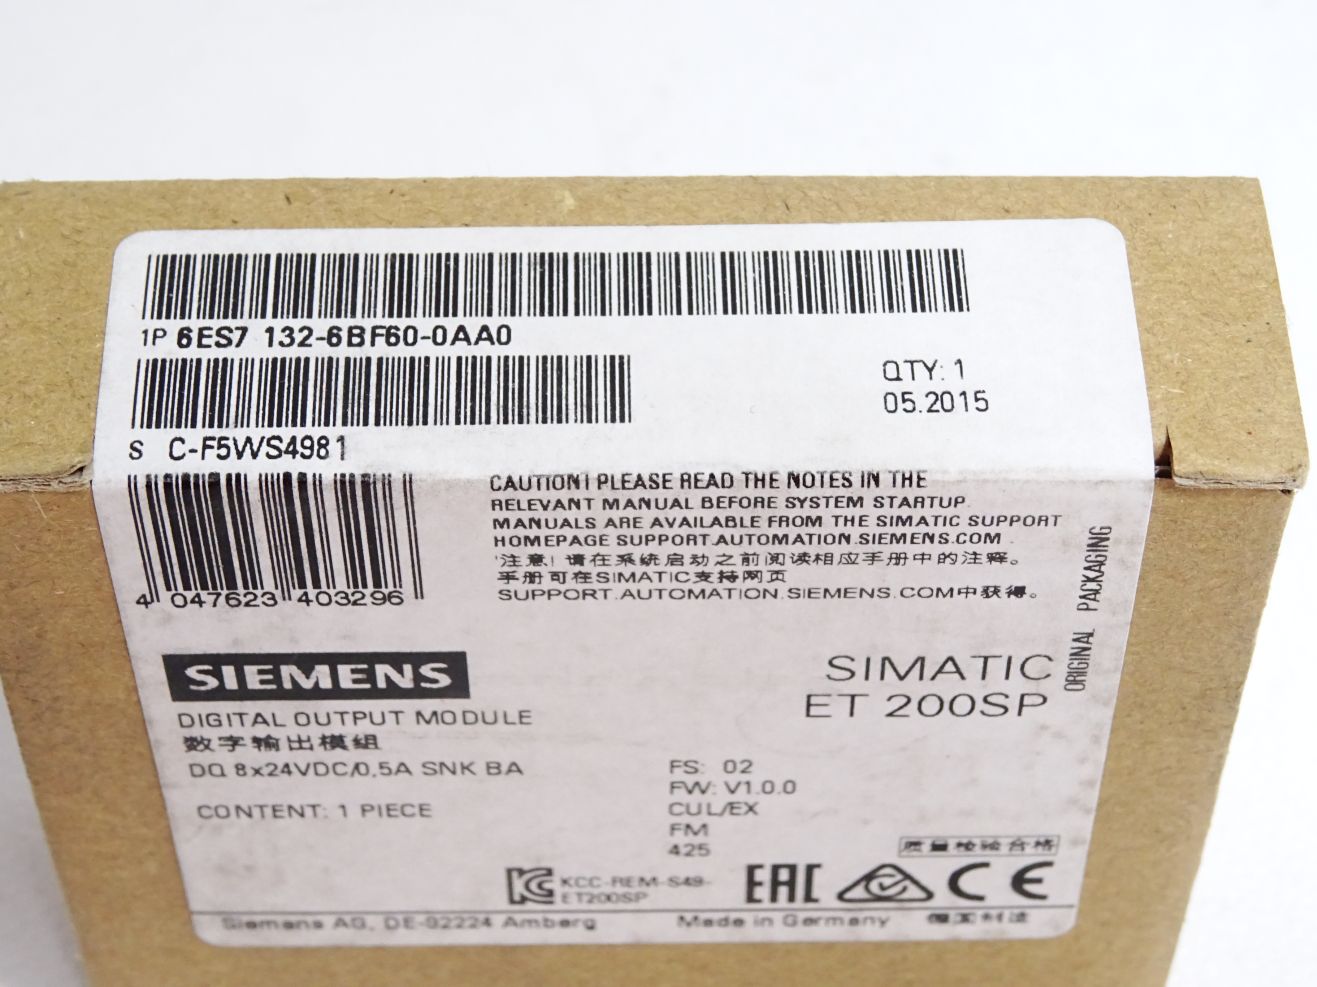 1P 6ES7 132-6BF60-0AA0
QTY: 1
05.2015
S C-F5WS4981
CAUTION! PLEASE READ THE NOTES IN THE
RELEVANT MANUAL BEFORE SYSTEM STARTUP.
MANUALS ARE AVAILABLE FROM THE SIMATIC SUPPORT
HOMEPAGE SUPPORT.AUTOMATION.SIEMENS.COM.
注意! 请在系统启动之前阅读相应手册中的注释。
手册可在SIMATIC支持网页
SUPPORT.AUTOMATION.SIEMENS.COM中获得。
4 047623 403296
ORIGINAL PACKAGING
SIEMENS
SIMATIC
ET 200SP
DIGITAL OUTPUT MODULE
数字输出模组
DQ 8x24VDC/0,5A SNK BA
CONTENT: 1 PIECE
FS: 02
FW: V1.0.0
CUL/EX
FM
425
质量检验合格
KCC-REM-S49-
ET200SP
EAC
CE
Siemens AG, DE-92224 Amberg
Made in Germany
德国制造